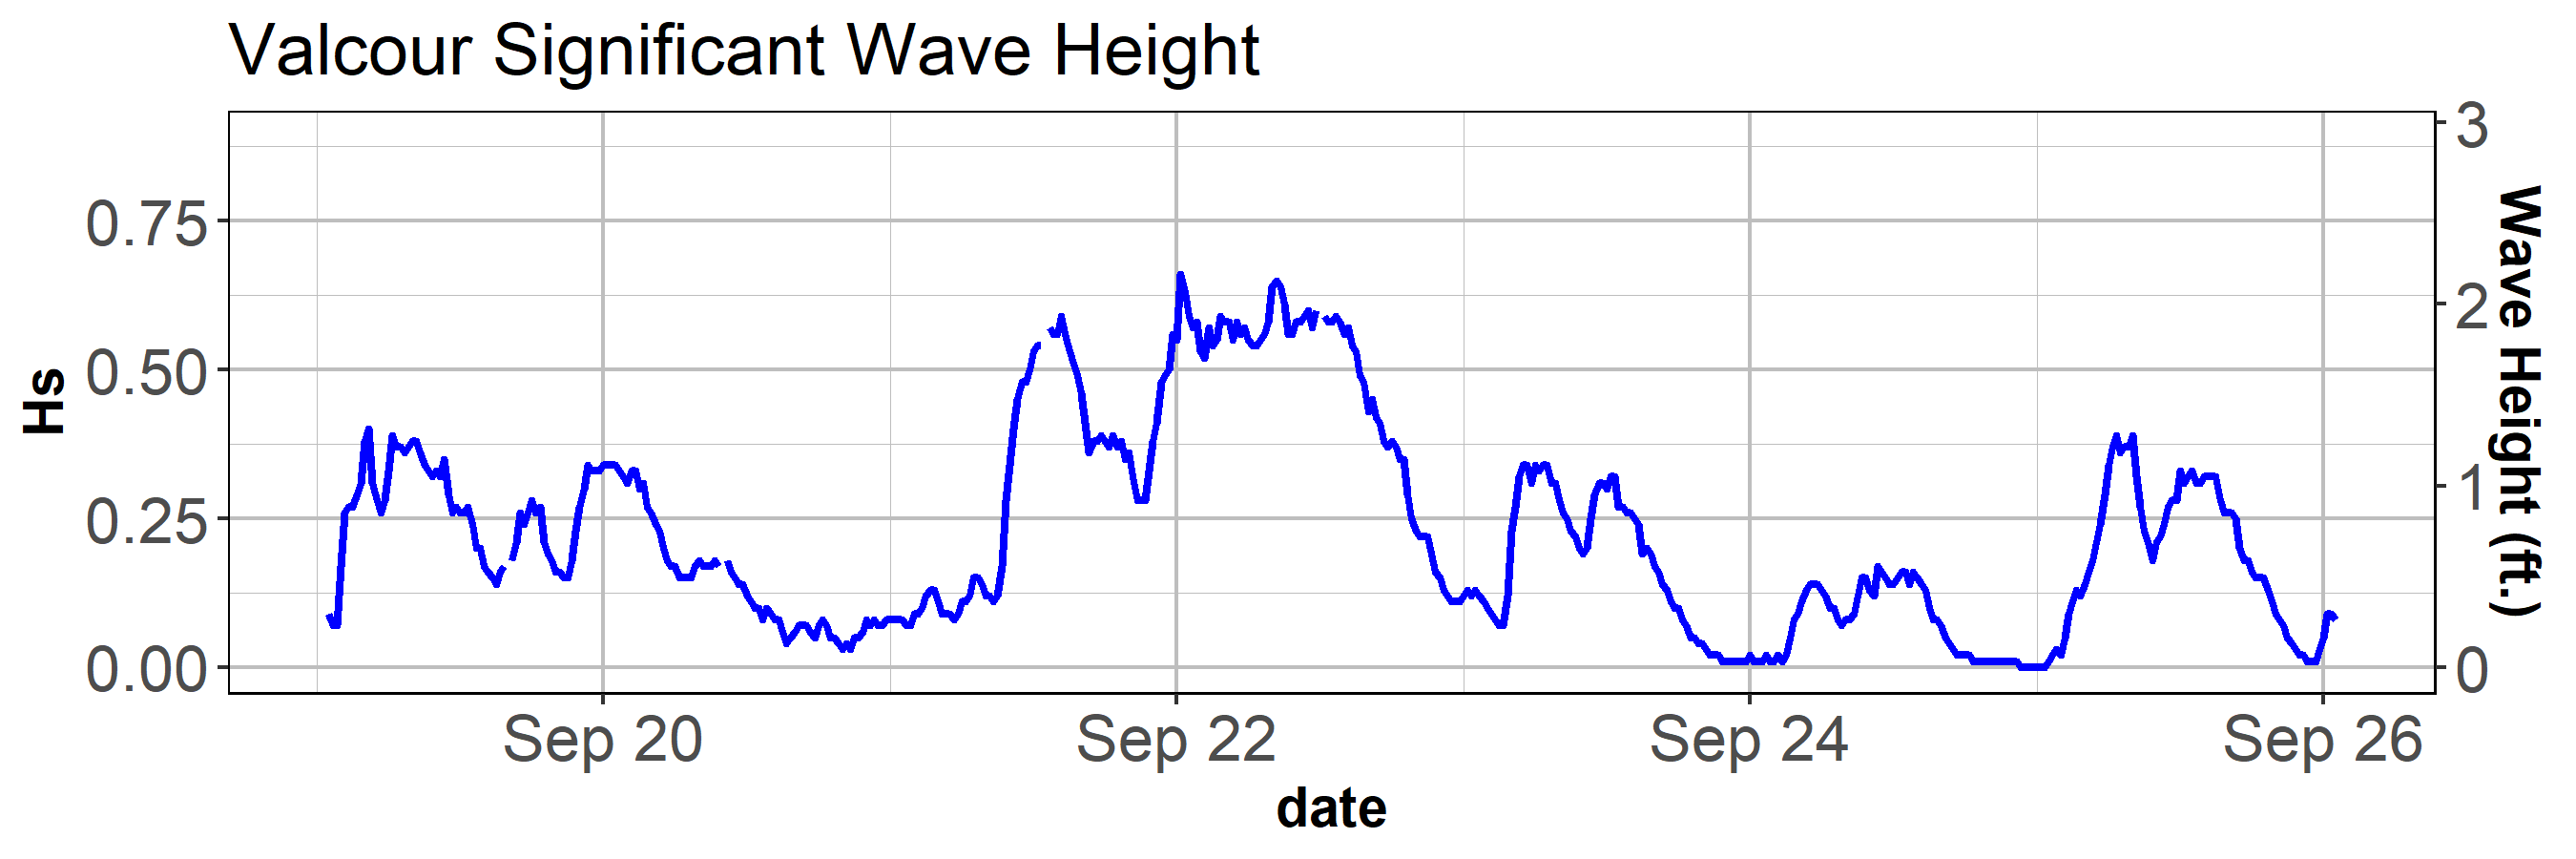 Valcour Significant Wave Height
Hs
0.75
0.50
0.25
0.00
3
2
1
0
Wave Height (ft.)
Sep 20
Sep 22
Sep 24
Sep 26
date